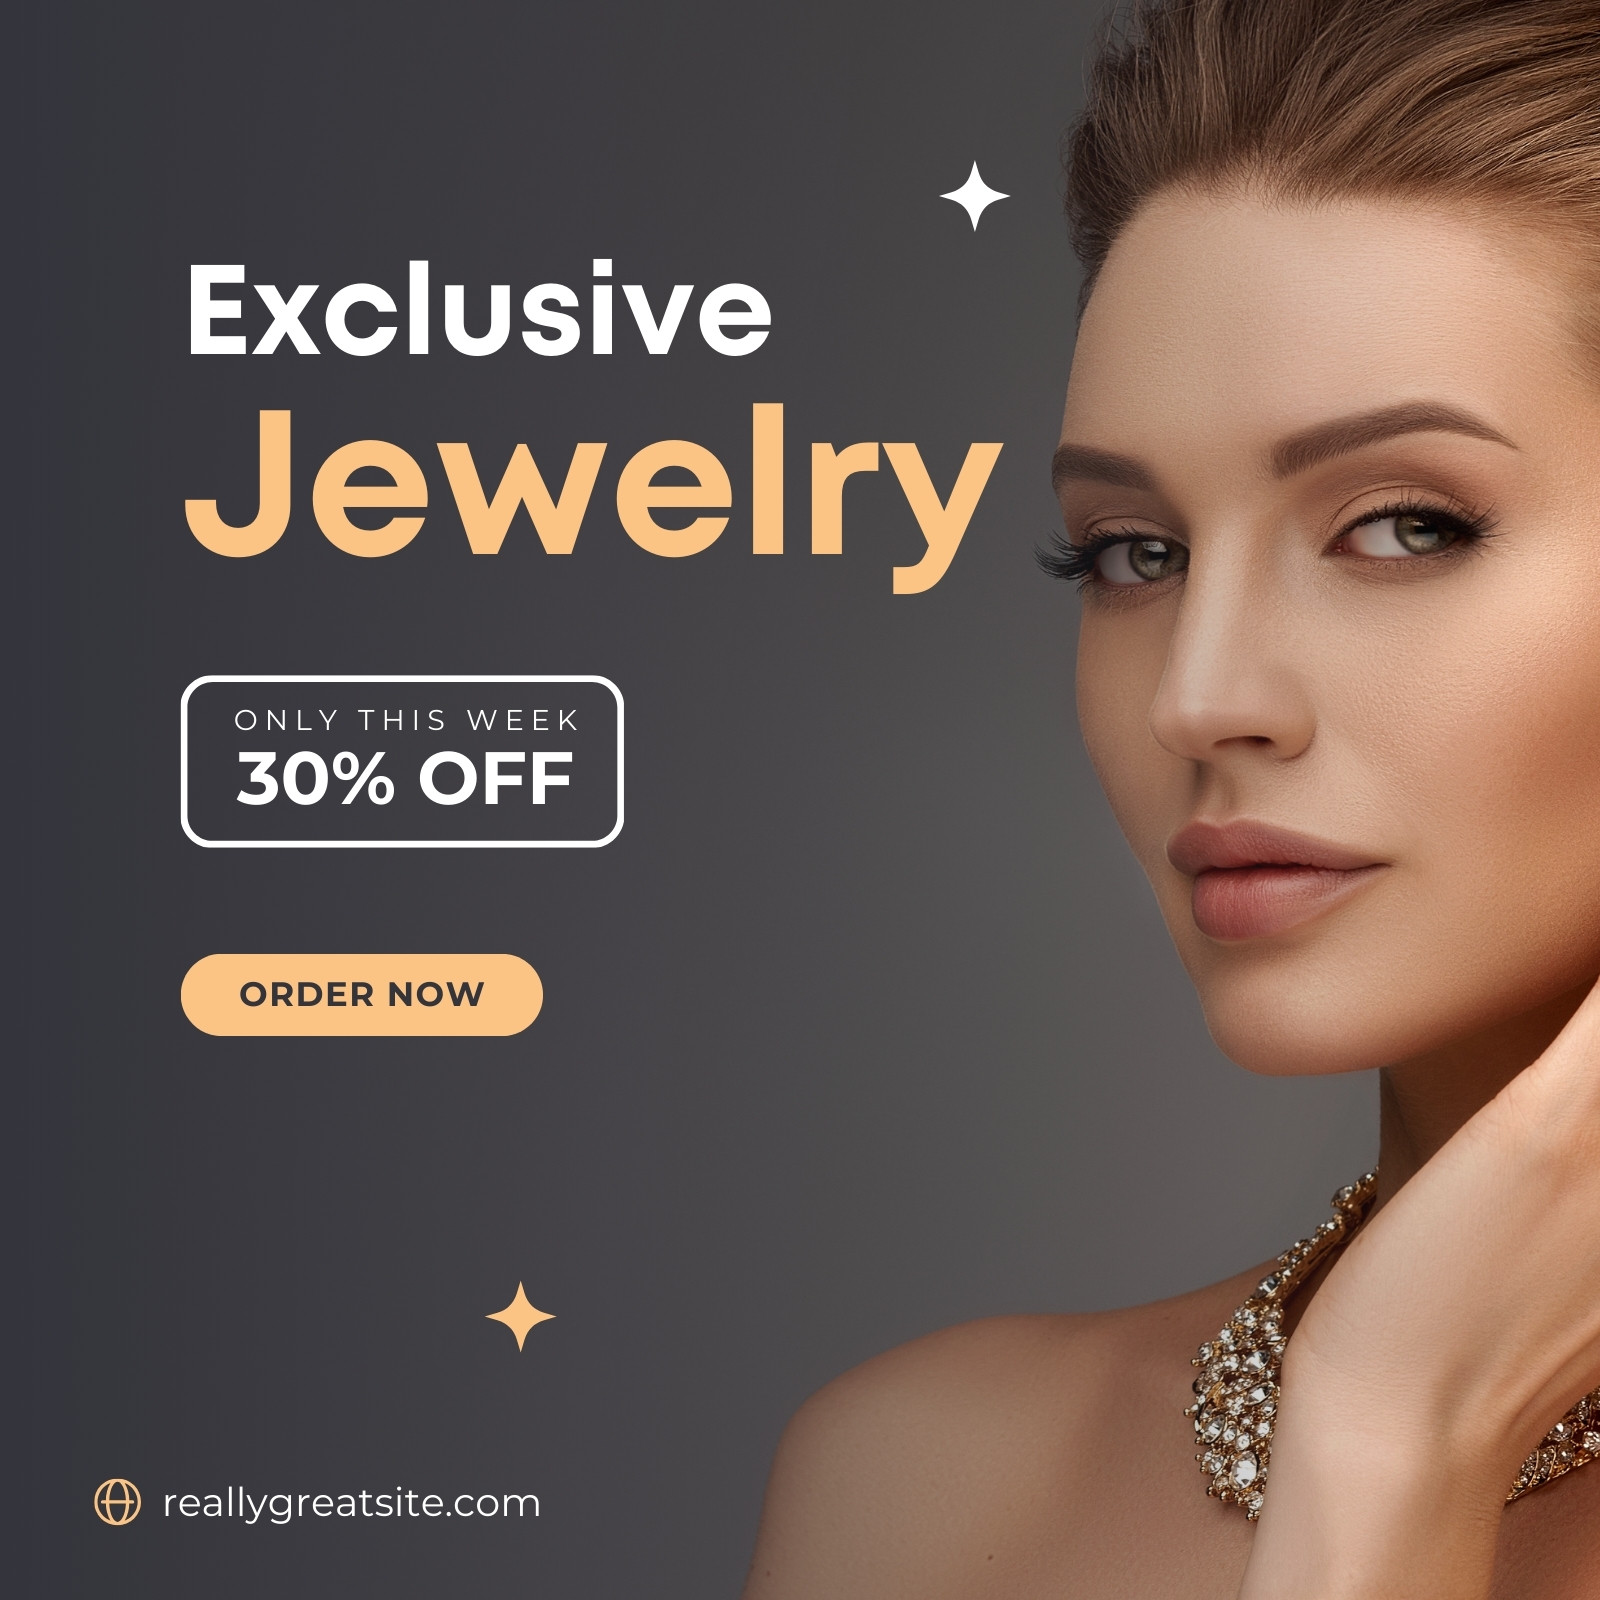 Exclusive
Jewelry
ONLY THIS WEEK
30% OFF
ORDER NOW
reallygreatsite.com